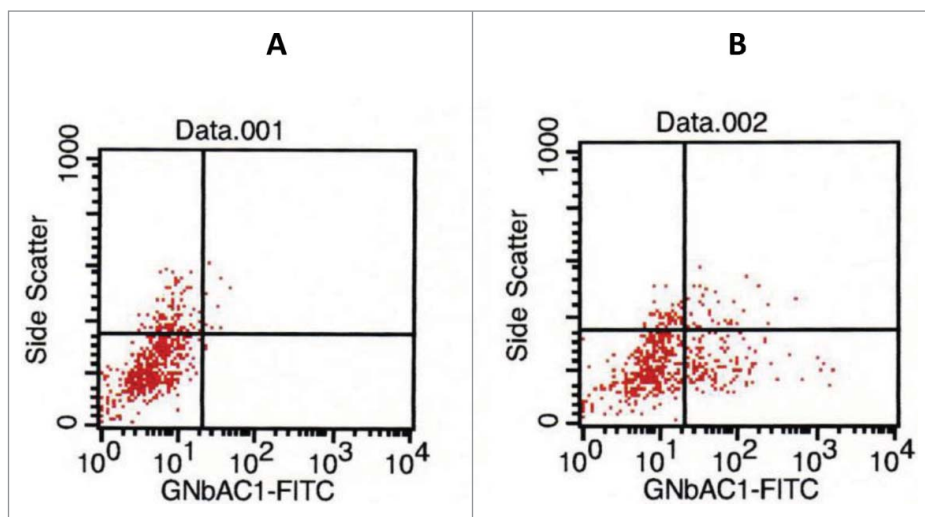 A
Data.001
1000
Side Scatter
0
10^0 10^1 10^2 10^3 10^4
GNbAC1-FITC
B
Data.002
1000
Side Scatter
0
10^0 10^1 10^2 10^3 10^4
GNbAC1-FITC